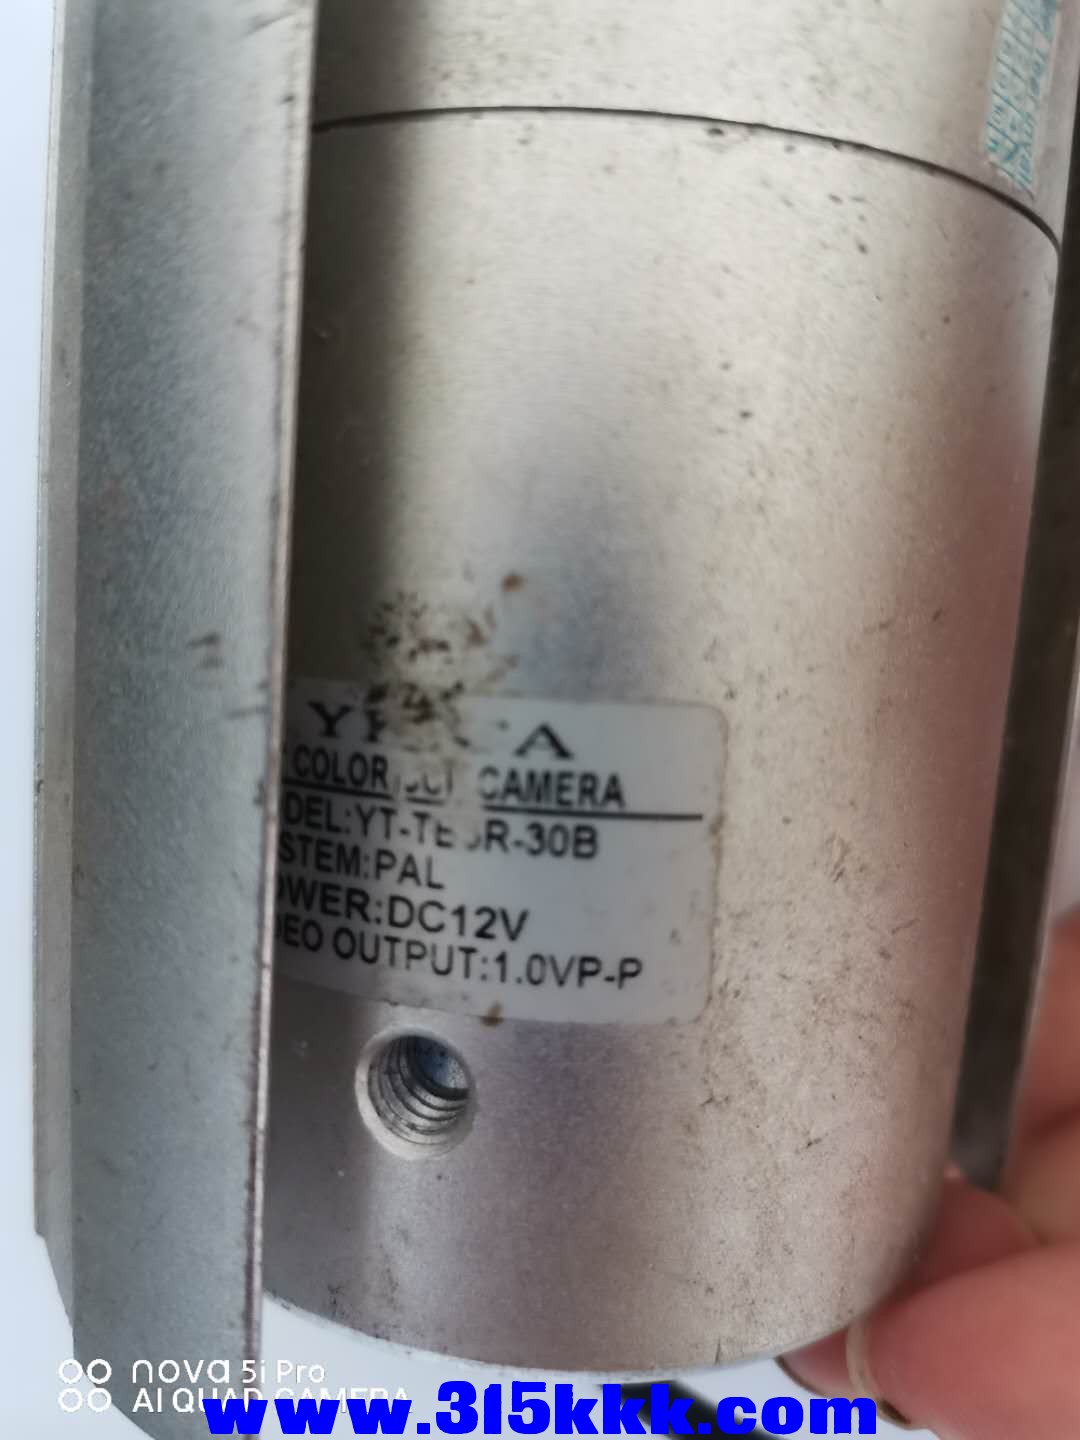 COLOR CAMERA
DEL:YT-TE R-30B
STEM:PAL
OWER:DC12V
DEO OUTPUT:1.0VP-P
nova 5i Pro
AI QUAD CAMERA
www.315kkk.com